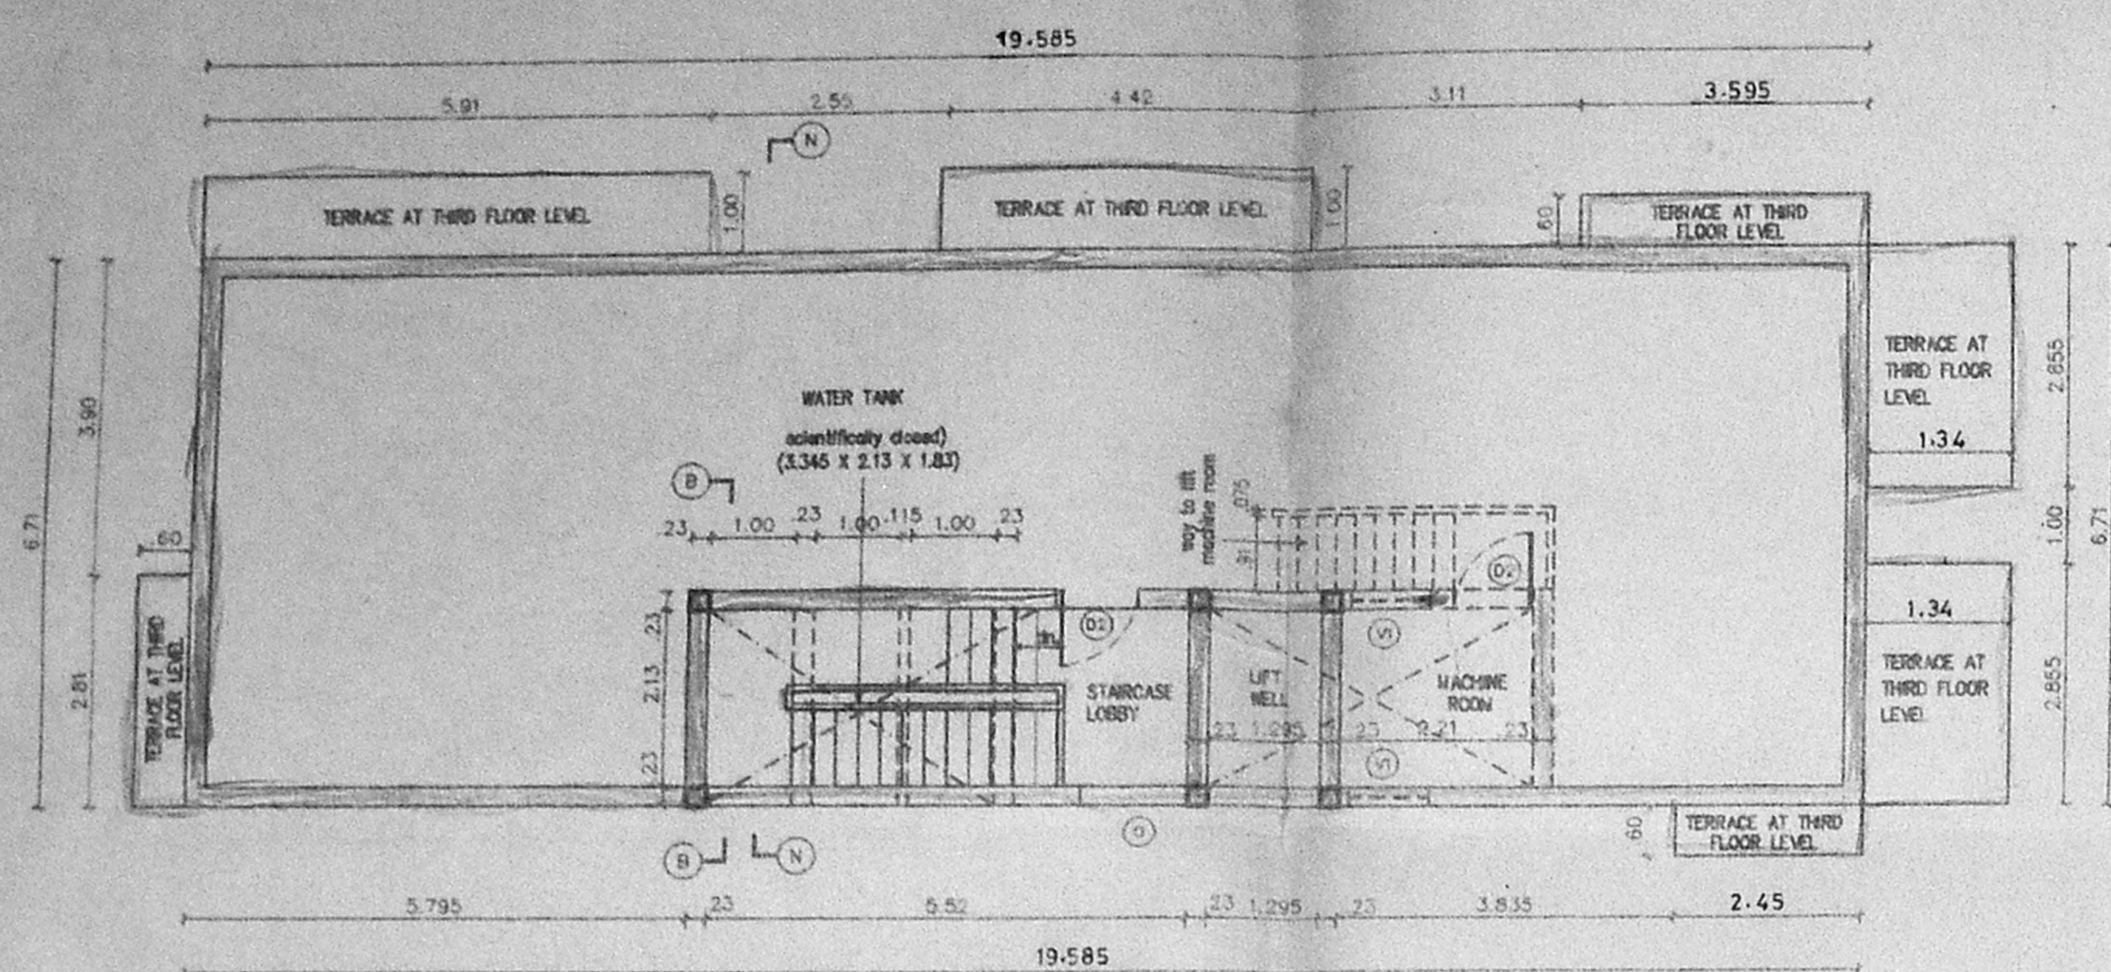 19.585
5.91 2.55 4.42 3.11 3.595
N
TERRACE AT THIRD FLOOR LEVEL
1.00
TERRACE AT THIRD FLOOR LEVEL
1.00
60
TERRACE AT THIRD
FLOOR LEVEL
TERRACE AT
THIRD FLOOR
LEVEL
1.34
2.855
1.00
6.71
3.90
6.71
2.81
60
TERRACE AT THIRD
FLOOR LEVEL
WATER TANK
scientifically closed)
(3.345 X 2.13 X 1.83)
B
23 1.00 .23 1.00 .115 1.00 .23
way to lift
machine room
.075
.91
D2
D2
S1
23
2.13
23
dn
STAIRCASE
LOBBY
LIFT
WELL
MACHINE
ROOM
23 1.295 23 2.21 23
S1
1.34
TERRACE AT
THIRD FLOOR
LEVEL
2.855
B
N
O
60
TERRACE AT THIRD
FLOOR LEVEL
5.795 23 5.52 23 1.295 23 3.835 2.45
19.585